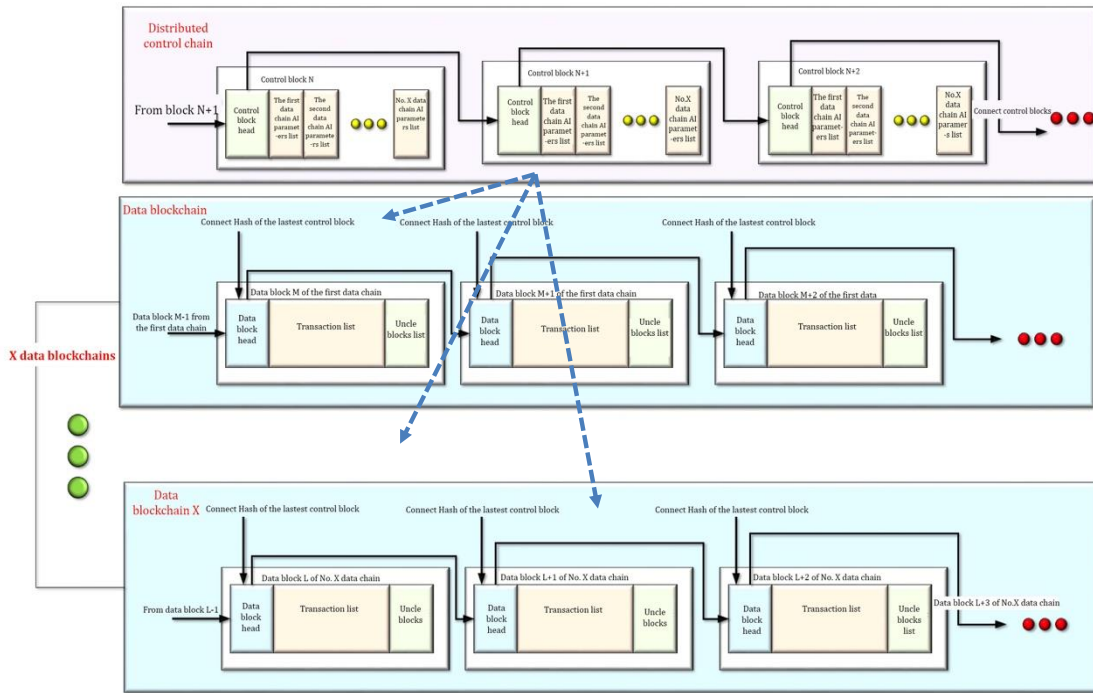 Distributed
control chain
Control block N
Control block N+1
Control block N+2
From block N+1
Control
block
head
The first
data
chain AI
paramet
-ers list
The
second
data
chain AI
paramete
-rs list
No. X data
chain AI
paramete
rs list
Control
block
head
The first
data
chain AI
paramet
-ers list
The
second
data
chain AI
paramet
-ers list
No.X
data
chain AI
paramet
-ers list
Control
block
head
The first
data
chain AI
paramet
-ers list
The
second
data
chain AI
paramet-
ers list
No.X
data
chain AI
paramer-
s list
Connect control blocks
Data blockchain
Connect Hash of the lastest control block
Connect Hash of the lastest control block
Connect Hash of the lastest control block
Data block M of the first data chain
Data block M+1 of the first data chain
Data block M+2 of the first data
Data block M-1 from
the first data chain
Data
block
head
Transaction list
Uncle
blocks list
Data
block
head
Transaction list
Uncle
blocks list
Data
block
head
Transaction list
Uncle
blocks list
X data blockchains
Data
blockchain X
Connect Hash of the lastest control block
Connect Hash of the lastest control block
Connect Hash of the lastest control block
Data block L of No. X data chain
Data block L+1 of No. X data chain
Data block L+2 of No. X data chain
From data block L-1
Data
block
head
Transaction list
Uncle
blocks
Data
block
head
Transaction list
Uncle
blocks
Data
block
head
Transaction list
Uncle
blocks
list
Data block L+3 of No.X data chain